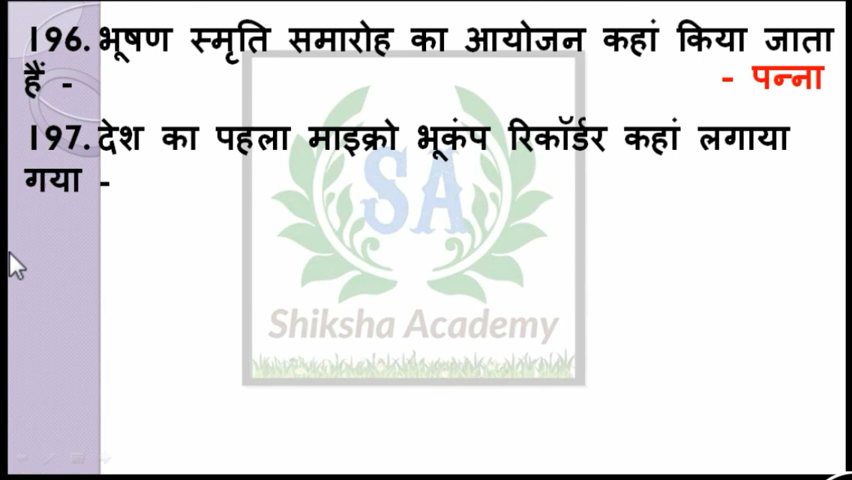 196. भूषण स्मृति समारोह का आयोजन कहां किया जाता
हैं - - पन्ना
197. देश का पहला माइक्रो भूकंप रिकॉर्डर कहां लगाया
गया -
SA
Shiksha Academy